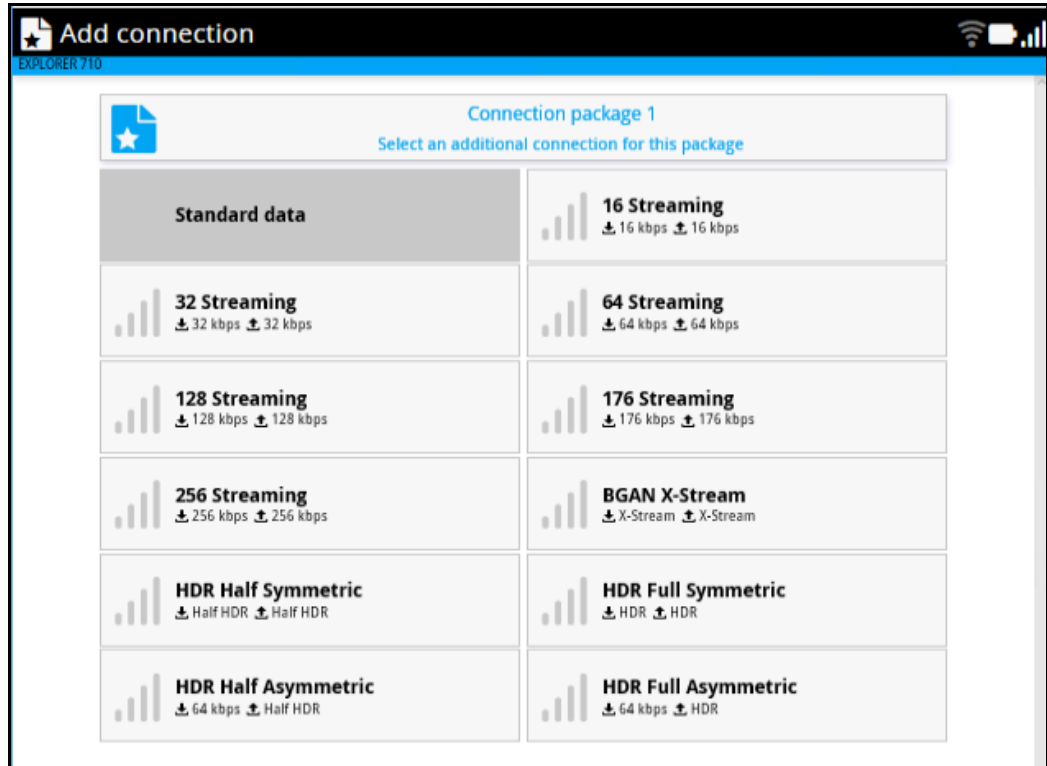 Add connection
EXPLORER 710
Connection package 1
Select an additional connection for this package
Standard data
16 Streaming
16 kbps 16 kbps
32 Streaming
32 kbps 32 kbps
64 Streaming
64 kbps 64 kbps
128 Streaming
128 kbps 128 kbps
176 Streaming
176 kbps 176 kbps
256 Streaming
256 kbps 256 kbps
BGAN X-Stream
X-Stream X-Stream
HDR Half Symmetric
Half HDR Half HDR
HDR Full Symmetric
HDR HDR
HDR Half Asymmetric
64 kbps Half HDR
HDR Full Asymmetric
64 kbps HDR